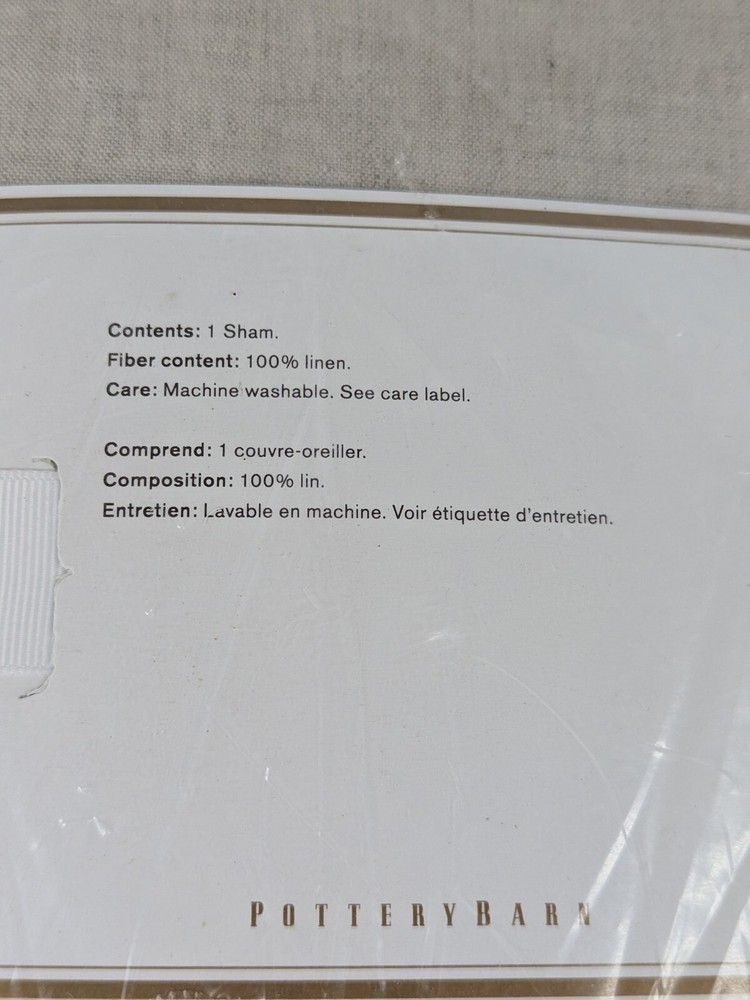 Contents: 1 Sham.
Fiber content: 100% linen.
Care: Machine washable. See care label.
Comprend: 1 couvre-oreiller.
Composition: 100% lin.
Entretien: Lavable en machine. Voir étiquette d'entretien.
POTTERYBARN